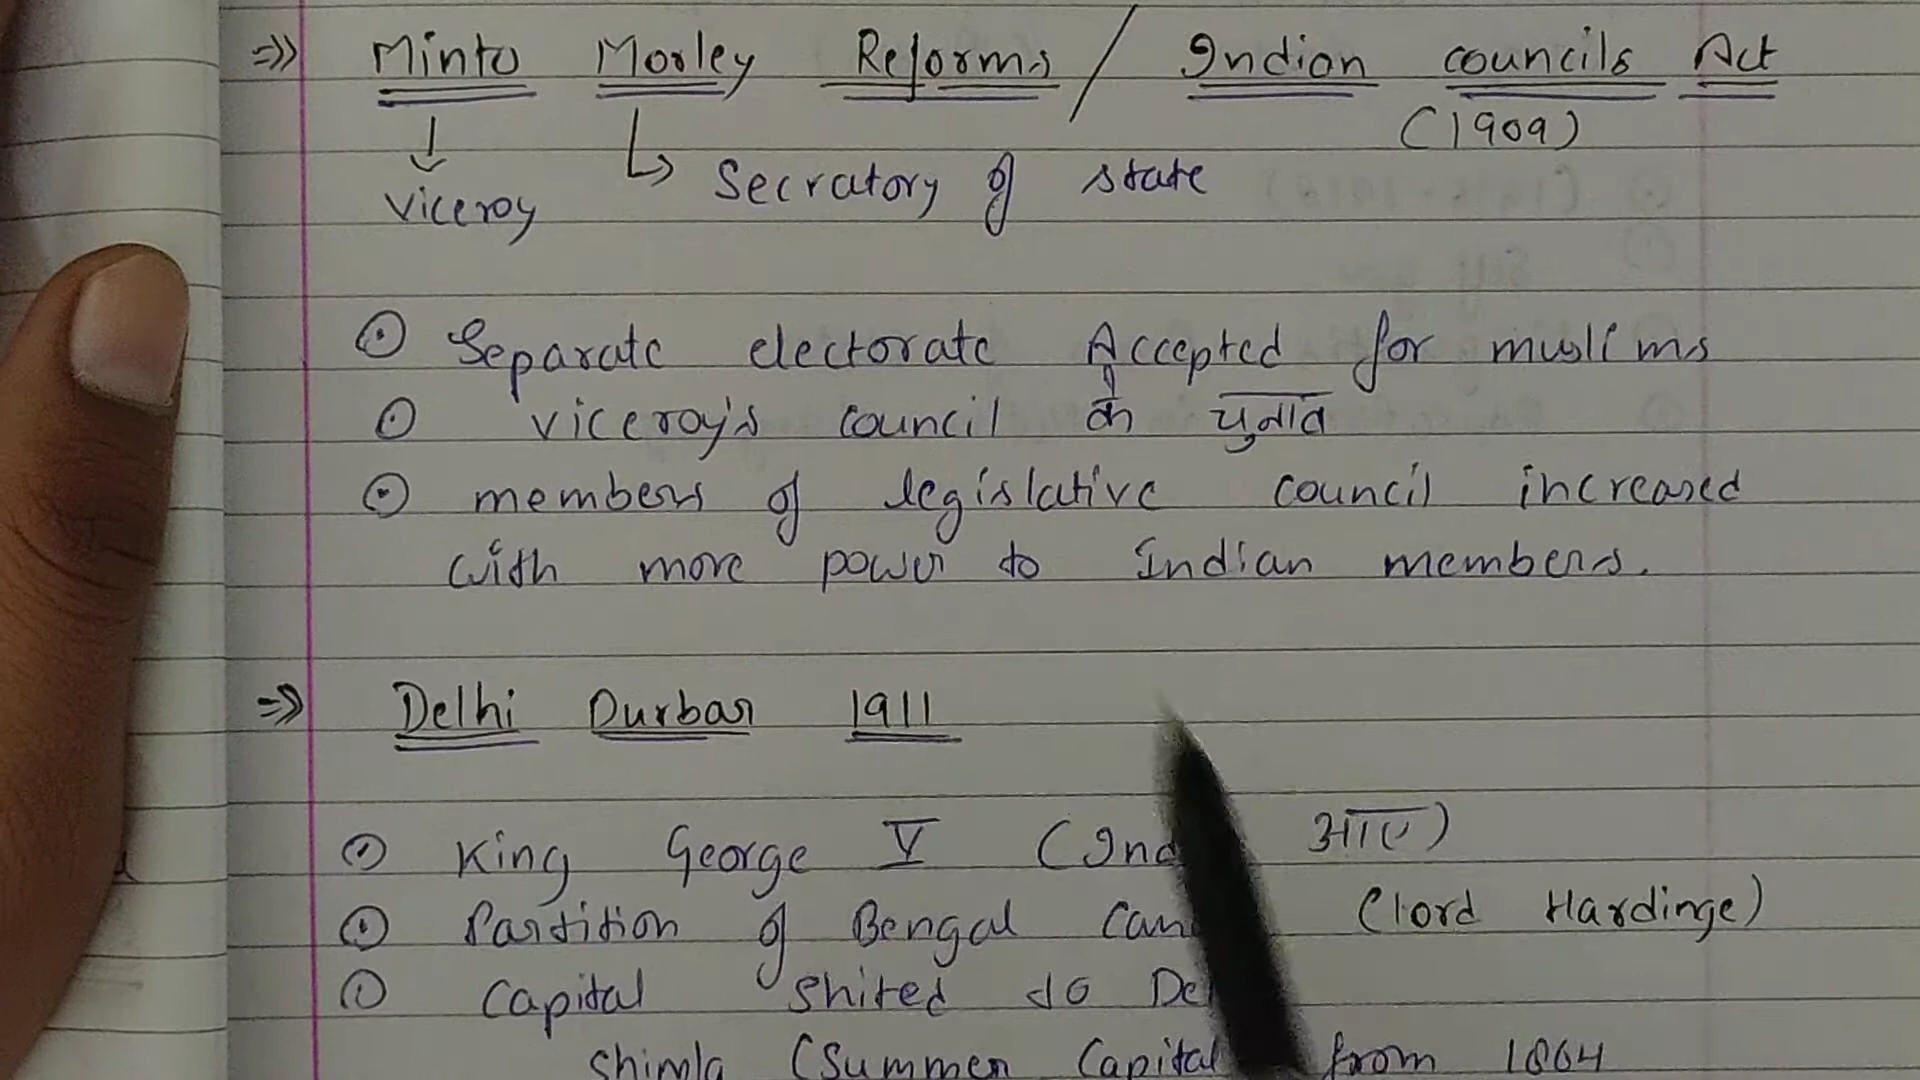 ⇒ Minto Morley Reforms / Indian councils Act
(1909)
↓ ↳ Secratory of state
viceroy
⊙ Separate electorate Accepted for muslims
⊙ viceroy's council के चुनाव
⊙ members of legislative council increased
with more power to Indian members.
⇒ Delhi Durbar 1911
⊙ King George V (Ind आए)
⊙ Partition of Bengal (Lord Hardinge)
⊙ Capital shited to
Shimla (Summer Capital from 1864